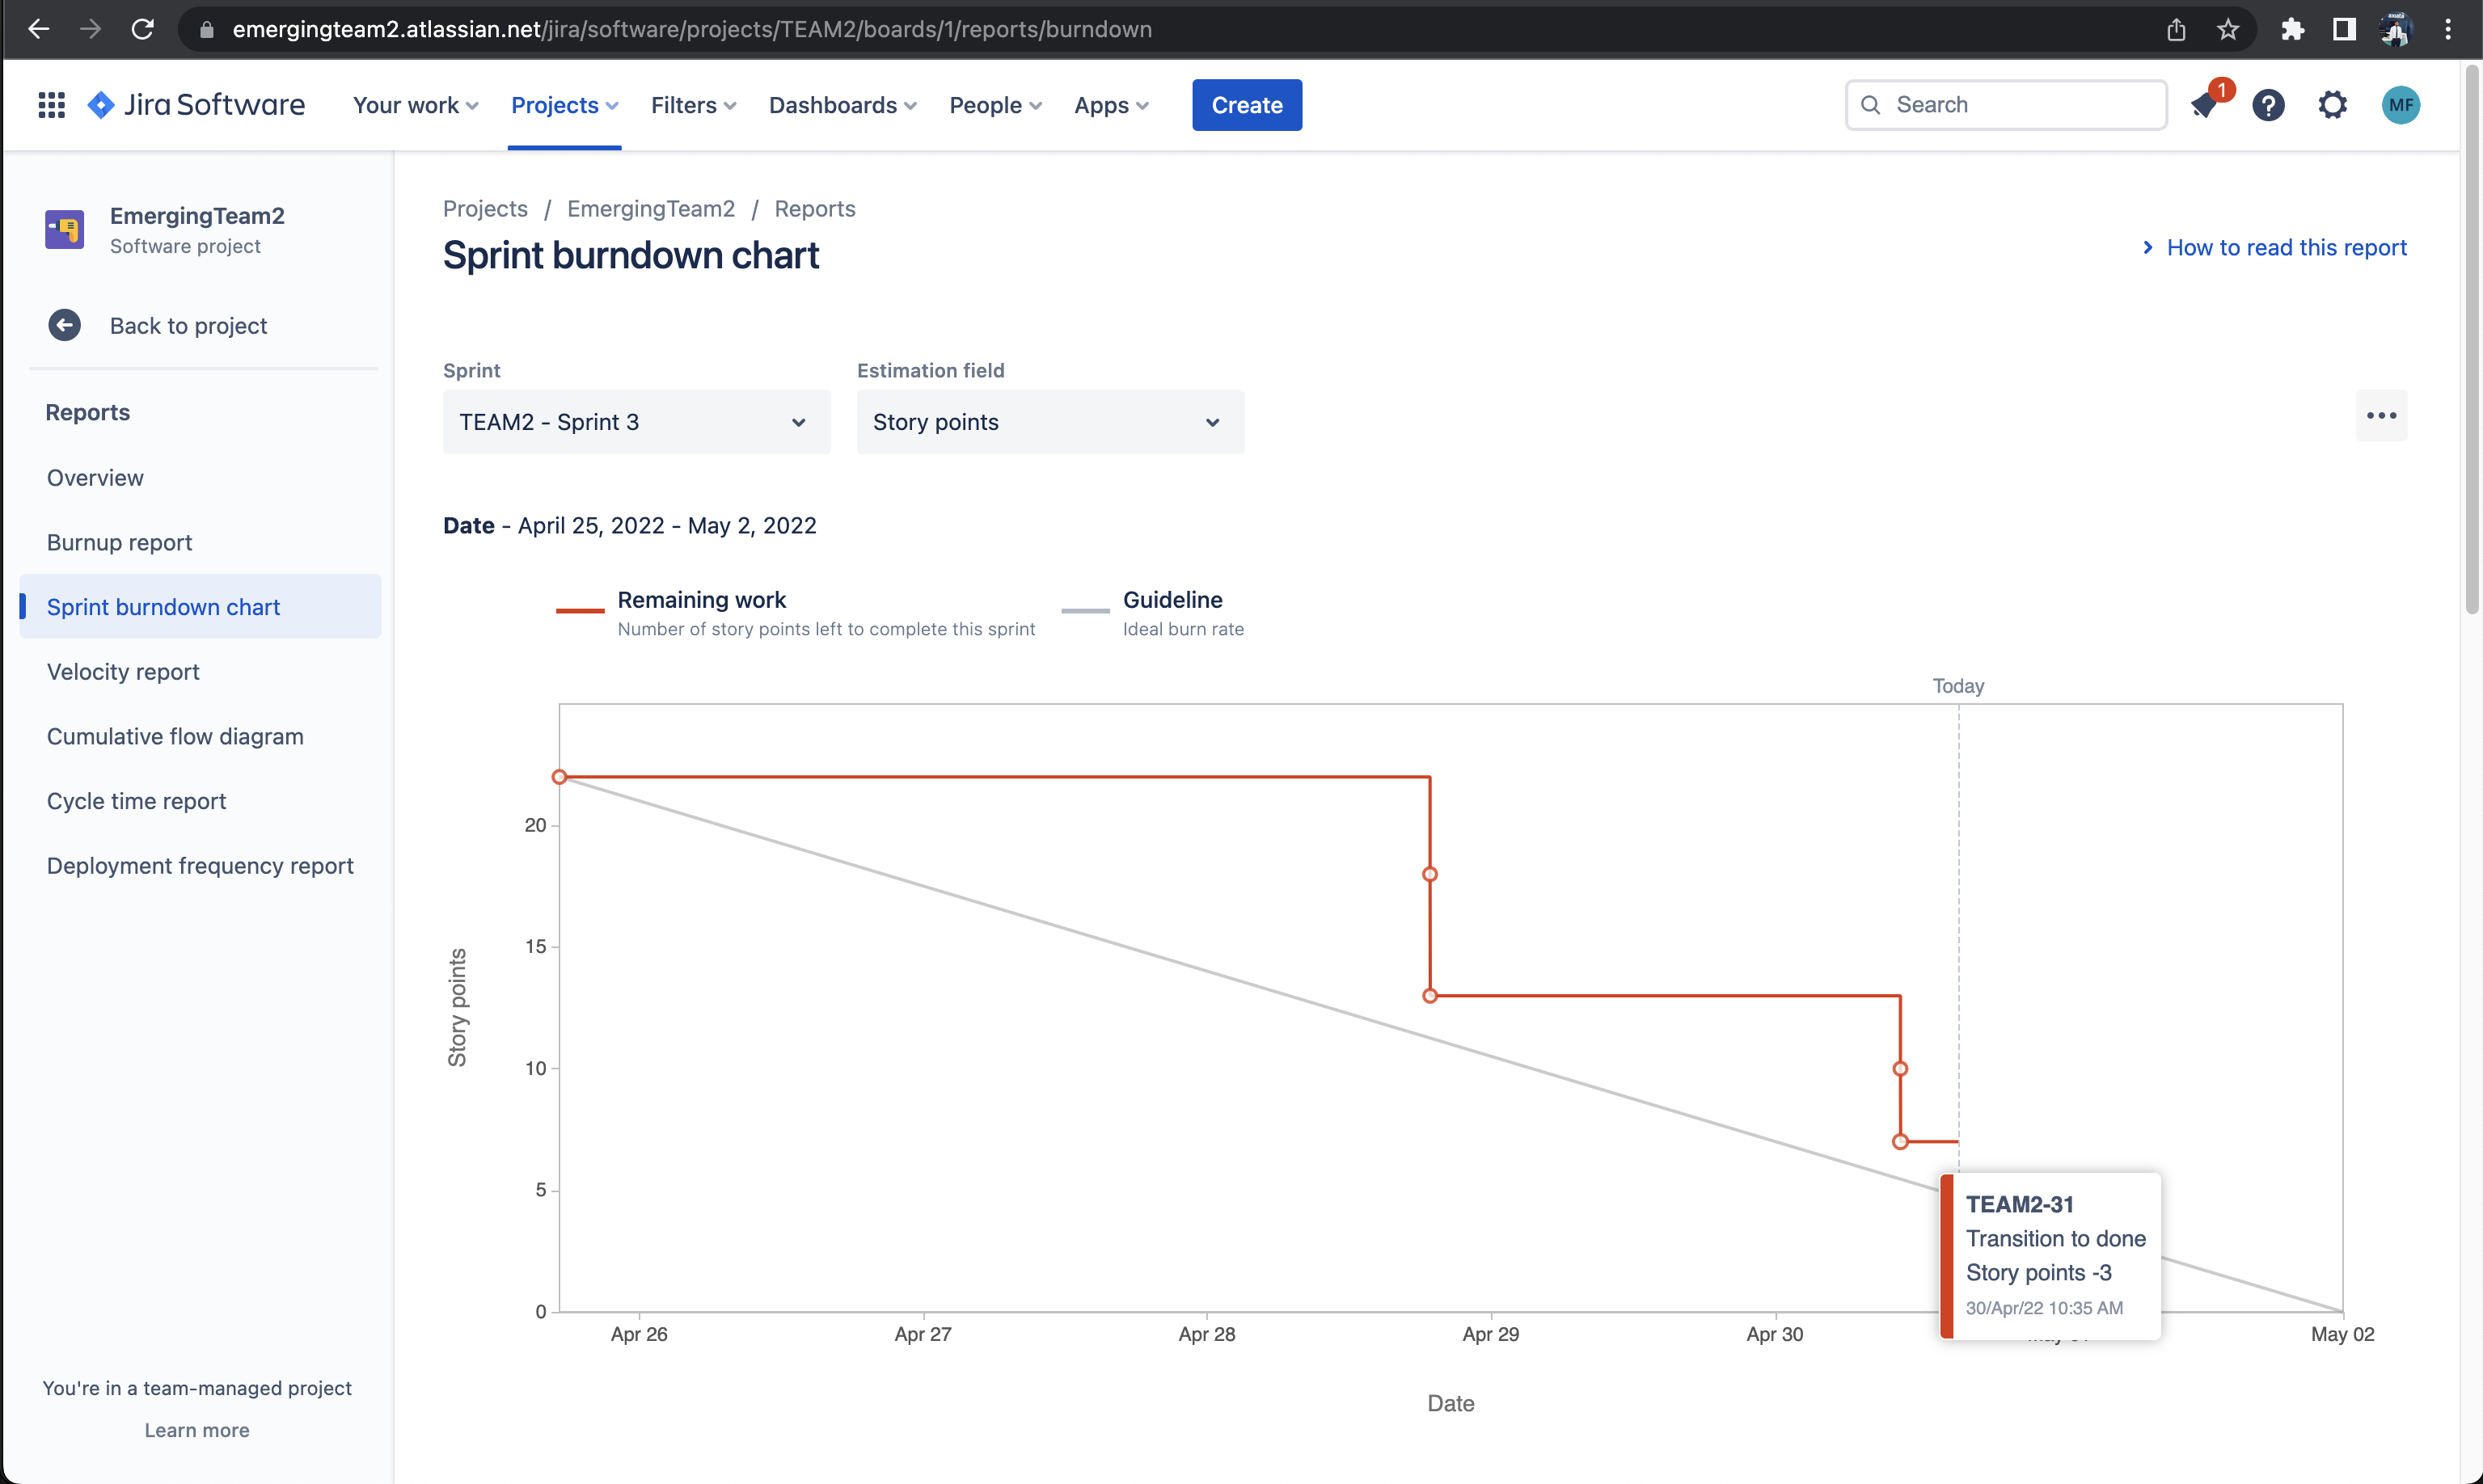 emergingteam2.atlassian.net/jira/software/projects/TEAM2/boards/1/reports/burndown
Jira Software
Your work
Projects
Filters
Dashboards
People
Apps
Create
Search
1
MF
EmergingTeam2
Software project
Back to project
Reports
Overview
Burnup report
Sprint burndown chart
Velocity report
Cumulative flow diagram
Cycle time report
Deployment frequency report
You're in a team-managed project
Learn more
Projects / EmergingTeam2 / Reports
Sprint burndown chart
How to read this report
Sprint
TEAM2 - Sprint 3
Estimation field
Story points
Date - April 25, 2022 - May 2, 2022
Remaining work
Number of story points left to complete this sprint
Guideline
Ideal burn rate
Today
Story points
20
15
10
5
0
TEAM2-31
Transition to done
Story points -3
30/Apr/22 10:35 AM
Apr 26
Apr 27
Apr 28
Apr 29
Apr 30
May 02
Date